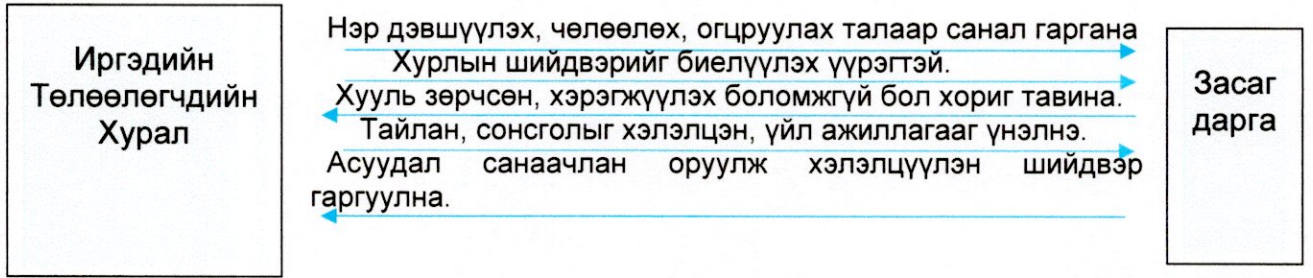 Иргэдийн
Төлөөлөгчдийн
Хурал
Нэр дэвшүүлэх, чөлөөлөх, огцруулах талаар санал гаргана
Хурлын шийдвэрийг биелүүлэх үүрэгтэй.
Хууль зөрчсөн, хэрэгжүүлэх боломжгүй бол хориг тавина.
Тайлан, сонсголыг хэлэлцэн, үйл ажиллагааг үнэлнэ.
Асуудал санаачлан оруулж хэлэлцүүлэн шийдвэр
гаргуулна.
Засаг
дарга